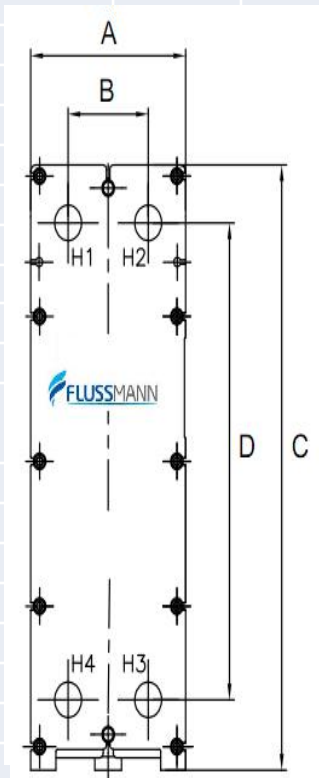 A
B
H1 H2
FLUSSMANN
D C
H4 H3